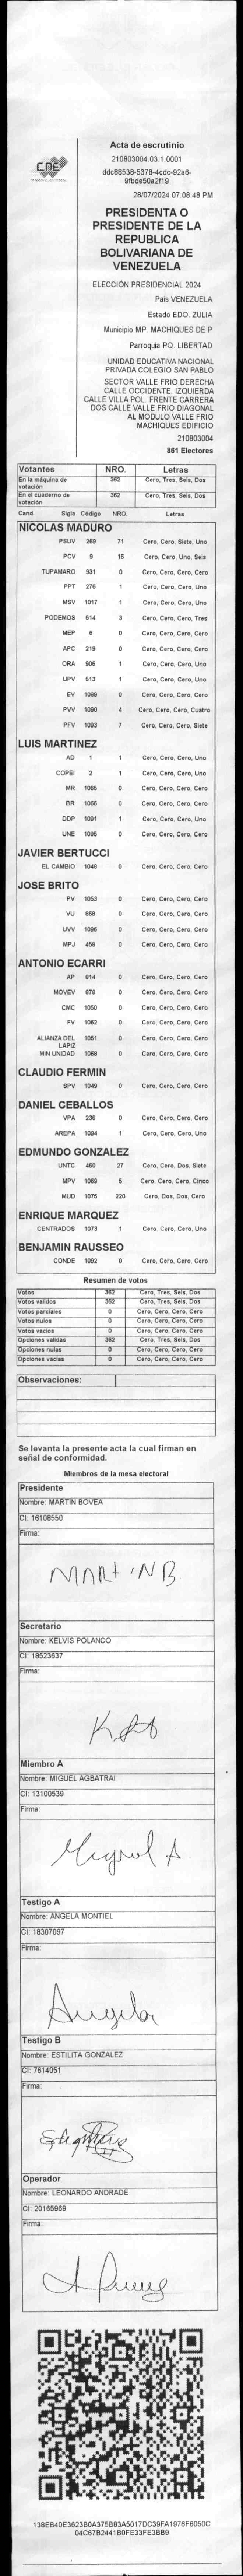 CNE
Acta de escrutinio
210803004.03.1.0001
ddc88538-5378-4cdc-92a6-
9fbde50a2f19
28/07/2024 07:08:48 PM
PRESIDENTA O
PRESIDENTE DE LA
REPUBLICA
BOLIVARIANA DE
VENEZUELA
ELECCIÓN PRESIDENCIAL 2024
País VENEZUELA
Estado EDO. ZULIA
Municipio MP. MACHIQUES DE P
Parroquia PQ. LIBERTAD
UNIDAD EDUCATIVA NACIONAL
PRIVADA COLEGIO SAN PABLO
SECTOR VALLE FRIO DERECHA
CALLE OCCIDENTE. IZQUIERDA
CALLE VILLA POL. FRENTE CARRERA
DOS CALLE VALLE FRIO DIAGONAL
AL MODULO VALLE FRIO
MACHIQUES EDIFICIO
210803004
861 Electores
Votantes NRO. Letras
En la máquina de votación 362 Cero, Tres, Seis, Dos
En el cuaderno de votación 362 Cero, Tres, Seis, Dos
Cand. Sigla Código NRO. Letras
NICOLAS MADURO
PSUV 269 71 Cero, Cero, Siete, Uno
PCV 9 16 Cero, Cero, Uno, Seis
TUPAMARO 931 0 Cero, Cero, Cero, Cero
PPT 276 1 Cero, Cero, Cero, Uno
MSV 1017 1 Cero, Cero, Cero, Uno
PODEMOS 514 3 Cero, Cero, Cero, Tres
MEP 6 0 Cero, Cero, Cero, Cero
APC 219 0 Cero, Cero, Cero, Cero
ORA 906 1 Cero, Cero, Cero, Uno
UPV 513 1 Cero, Cero, Cero, Uno
EV 1089 0 Cero, Cero, Cero, Cero
PVV 1090 4 Cero, Cero, Cero, Cuatro
PFV 1093 7 Cero, Cero, Cero, Siete
LUIS MARTINEZ
AD 1 1 Cero, Cero, Cero, Uno
COPEI 2 1 Cero, Cero, Cero, Uno
MR 1065 0 Cero, Cero, Cero, Cero
BR 1066 0 Cero, Cero, Cero, Cero
DDP 1091 1 Cero, Cero, Cero, Uno
UNE 1095 0 Cero, Cero, Cero, Cero
JAVIER BERTUCCI
EL CAMBIO 1048 0 Cero, Cero, Cero, Cero
JOSE BRITO
PV 1053 0 Cero, Cero, Cero, Cero
VU 968 0 Cero, Cero, Cero, Cero
UVV 1096 0 Cero, Cero, Cero, Cero
MPJ 458 0 Cero, Cero, Cero, Cero
ANTONIO ECARRI
AP 914 0 Cero, Cero, Cero, Cero
MOVEV 978 0 Cero, Cero, Cero, Cero
CMC 1050 0 Cero, Cero, Cero, Cero
FV 1062 0 Cero, Cero, Cero, Cero
ALIANZA DEL LAPIZ 1051 0 Cero, Cero, Cero, Cero
MIN UNIDAD 1068 0 Cero, Cero, Cero, Cero
CLAUDIO FERMIN
SPV 1049 0 Cero, Cero, Cero, Cero
DANIEL CEBALLOS
VPA 236 0 Cero, Cero, Cero, Cero
AREPA 1094 1 Cero, Cero, Cero, Uno
EDMUNDO GONZALEZ
UNTC 460 27 Cero, Cero, Dos, Siete
MPV 1069 5 Cero, Cero, Cero, Cinco
MUD 1075 220 Cero, Dos, Dos, Cero
ENRIQUE MARQUEZ
CENTRADOS 1073 1 Cero, Cero, Cero, Uno
BENJAMIN RAUSSEO
CONDE 1092 0 Cero, Cero, Cero, Cero
Resumen de votos
Votos 362 Cero, Tres, Seis, Dos
Votos validos 362 Cero, Tres, Seis, Dos
Votos parciales 0 Cero, Cero, Cero, Cero
Votos nulos 0 Cero, Cero, Cero, Cero
Votos vacios 0 Cero, Cero, Cero, Cero
Opciones validas 362 Cero, Tres, Seis, Dos
Opciones nulas 0 Cero, Cero, Cero, Cero
Opciones vacias 0 Cero, Cero, Cero, Cero
Observaciones:
Se levanta la presente acta la cual firman en
señal de conformidad.
Miembros de la mesa electoral
Presidente
Nombre: MARTIN BOVEA
CI: 16108550
Firma:
MARTIN B
Secretario
Nombre: KELVIS POLANCO
CI: 18523637
Firma:
Miembro A
Nombre: MIGUEL AGBATRAI
CI: 13100539
Firma:
Miguel A
Testigo A
Nombre: ANGELA MONTIEL
CI: 18307097
Firma:
Angela
Testigo B
Nombre: ESTILITA GONZALEZ
CI: 7614051
Firma:
Operador
Nombre: LEONARDO ANDRADE
CI: 20165969
Firma:
138EB40E3623B0A375B83A5017DC39FA1976F6050C
04C67B2441B0FE33FE3BB9